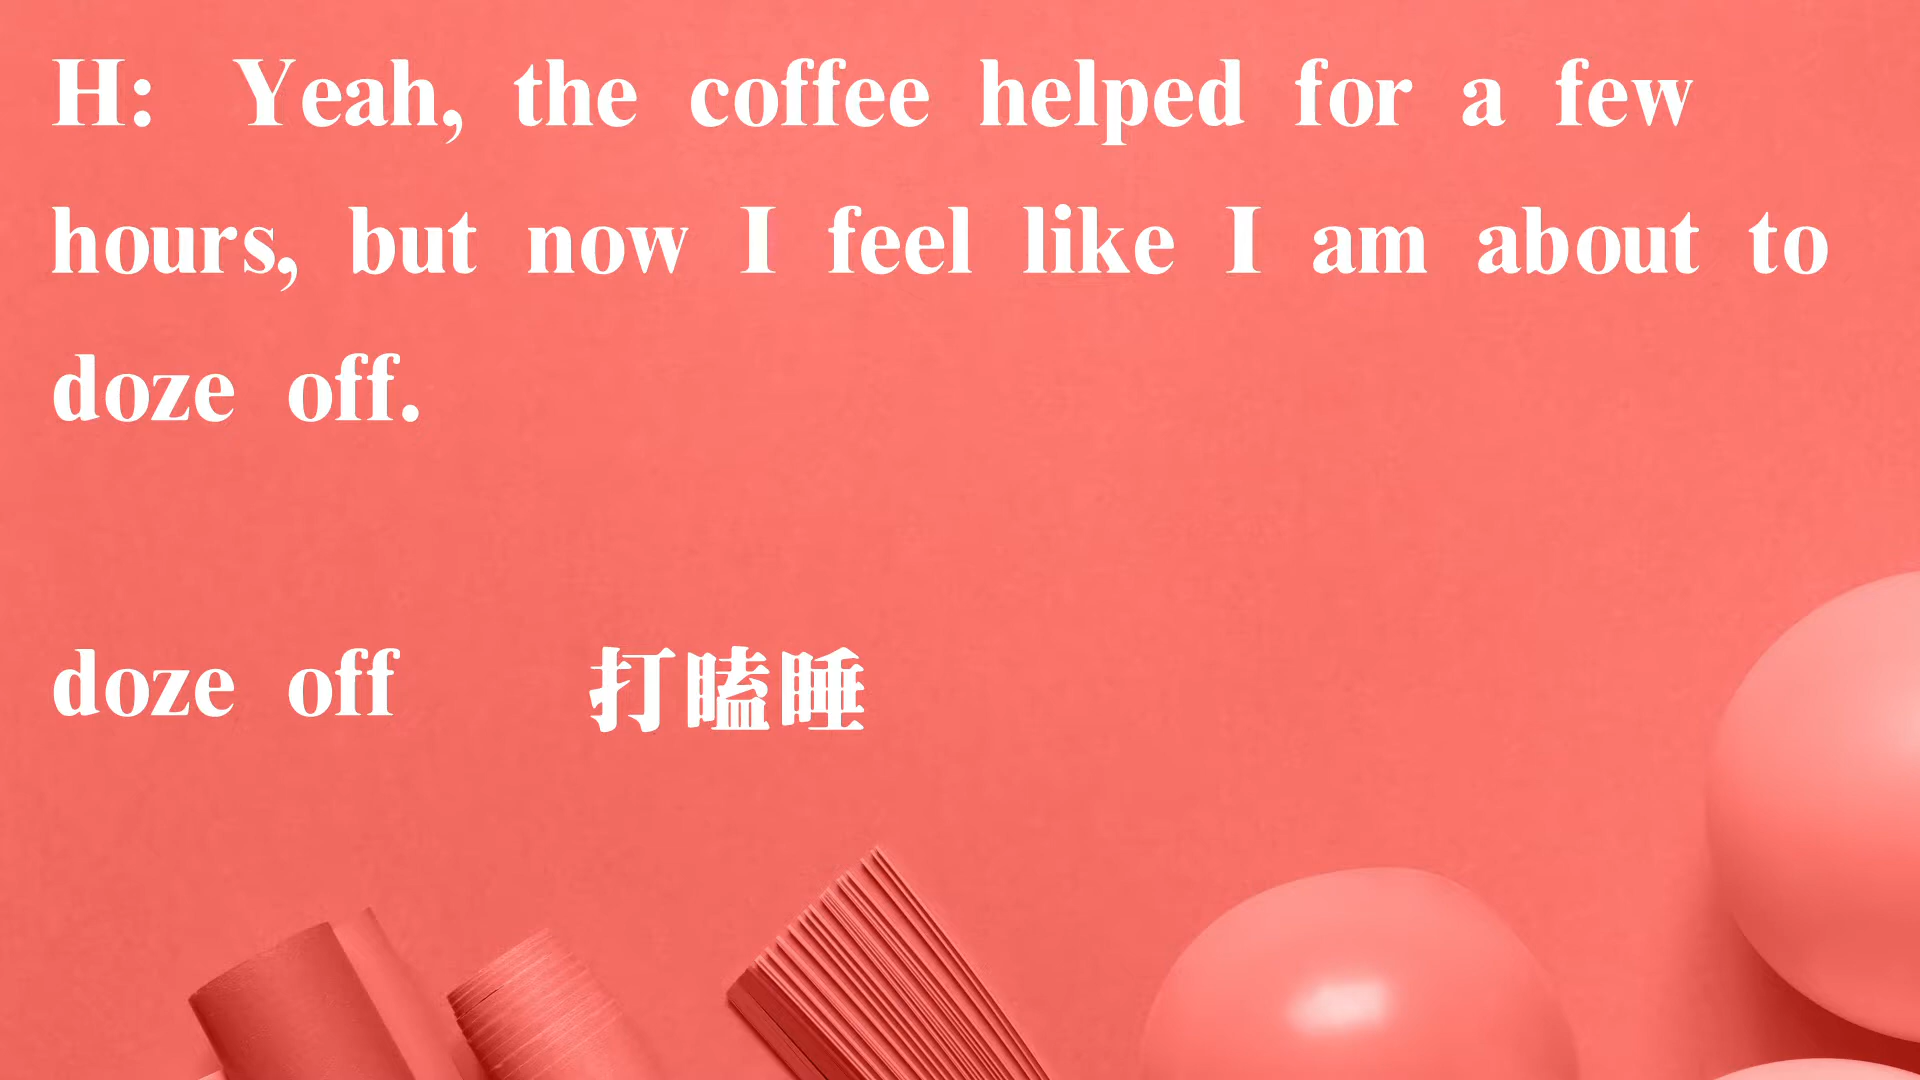 H: Yeah, the coffee helped for a few
hours, but now I feel like I am about to
doze off.
doze off 打瞌睡